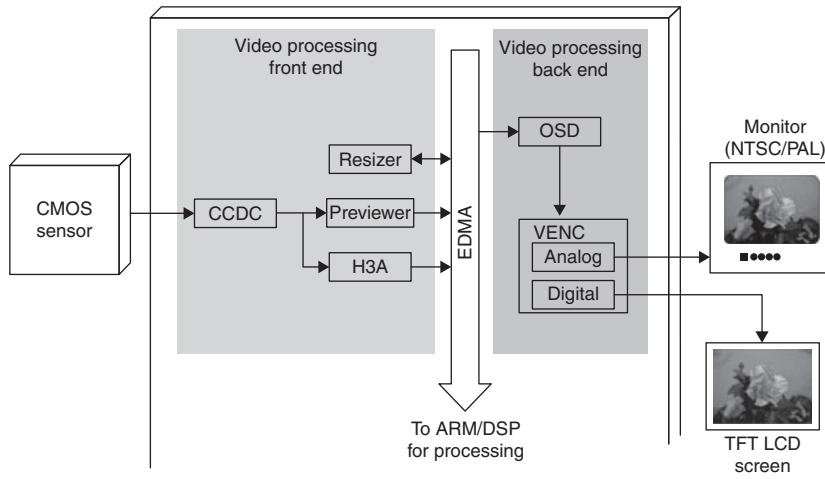 Video processing
front end
Video processing
back end
CMOS
sensor
CCDC
Resizer
Previewer
H3A
EDMA
OSD
VENC
Analog
Digital
Monitor
(NTSC/PAL)
TFT LCD
screen
To ARM/DSP
for processing